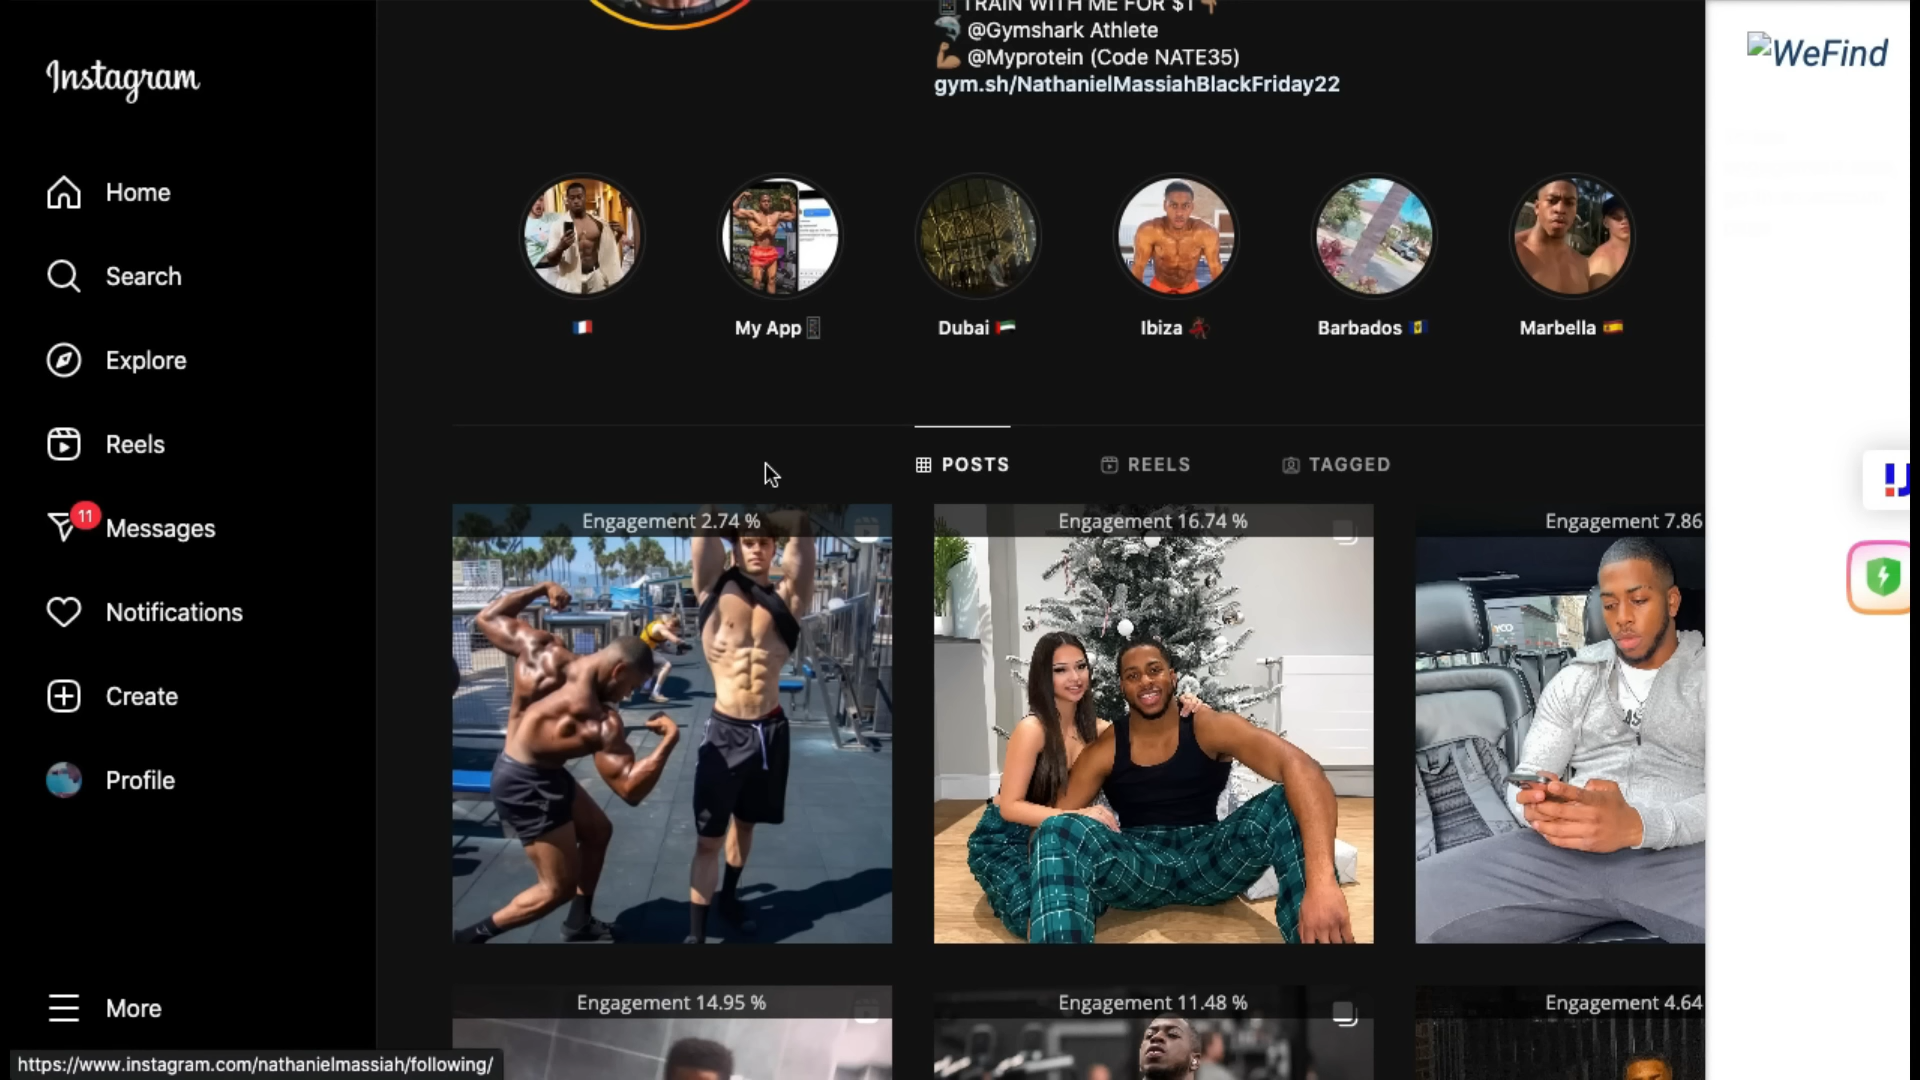 TRAIN WITH ME FOR $1
@Gymshark Athlete
@Myprotein (Code NATE35)
gym.sh/NathanielMassiahBlackFriday22
WeFind
Instagram
Home
Search
Explore
Reels
11
Messages
Notifications
Create
Profile
More
My App
Dubai
Ibiza
Barbados
Marbella
POSTS
REELS
TAGGED
Engagement 2.74 %
Engagement 16.74 %
Engagement 7.86
Engagement 14.95 %
Engagement 11.48 %
Engagement 4.64
https://www.instagram.com/nathanielmassiah/following/